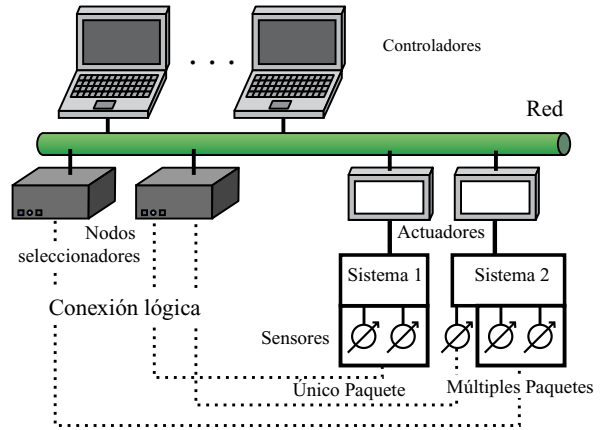 Controladores
Red
Nodos
seleccionadores
Actuadores
Sistema 1
Sistema 2
Conexión lógica
Sensores
Único Paquete
Múltiples Paquetes